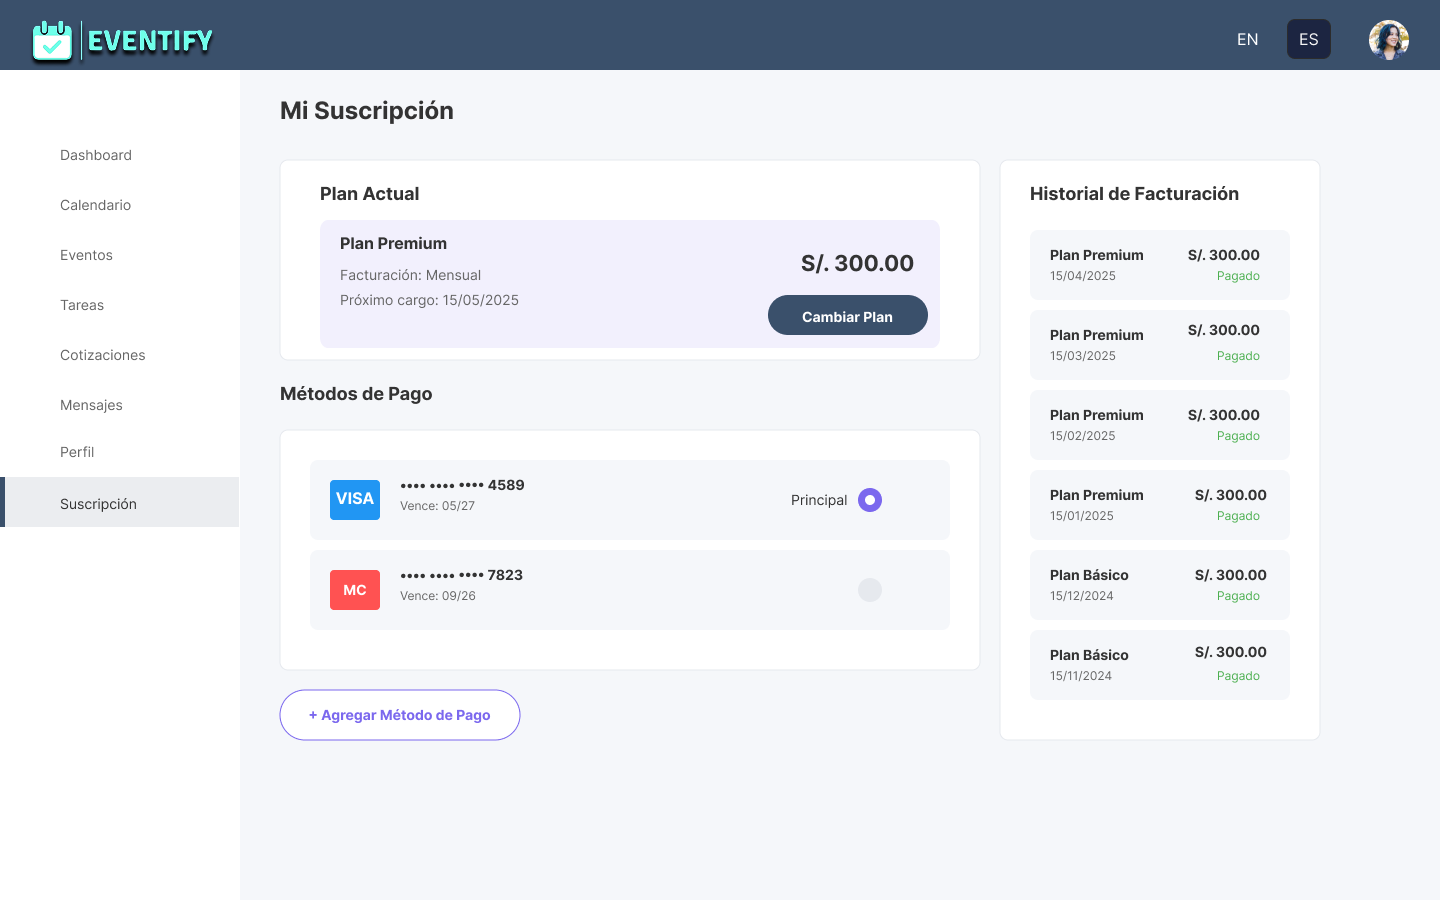 EVENTIFY
EN
ES
Dashboard
Calendario
Eventos
Tareas
Cotizaciones
Mensajes
Perfil
Suscripción
Mi Suscripción
Plan Actual
Plan Premium
Facturación: Mensual
Próximo cargo: 15/05/2025
S/. 300.00
Cambiar Plan
Métodos de Pago
VISA
•••• •••• •••• 4589
Vence: 05/27
Principal
MC
•••• •••• •••• 7823
Vence: 09/26
+ Agregar Método de Pago
Historial de Facturación
Plan Premium S/. 300.00
15/04/2025 Pagado
Plan Premium S/. 300.00
15/03/2025 Pagado
Plan Premium S/. 300.00
15/02/2025 Pagado
Plan Premium S/. 300.00
15/01/2025 Pagado
Plan Básico S/. 300.00
15/12/2024 Pagado
Plan Básico S/. 300.00
15/11/2024 Pagado